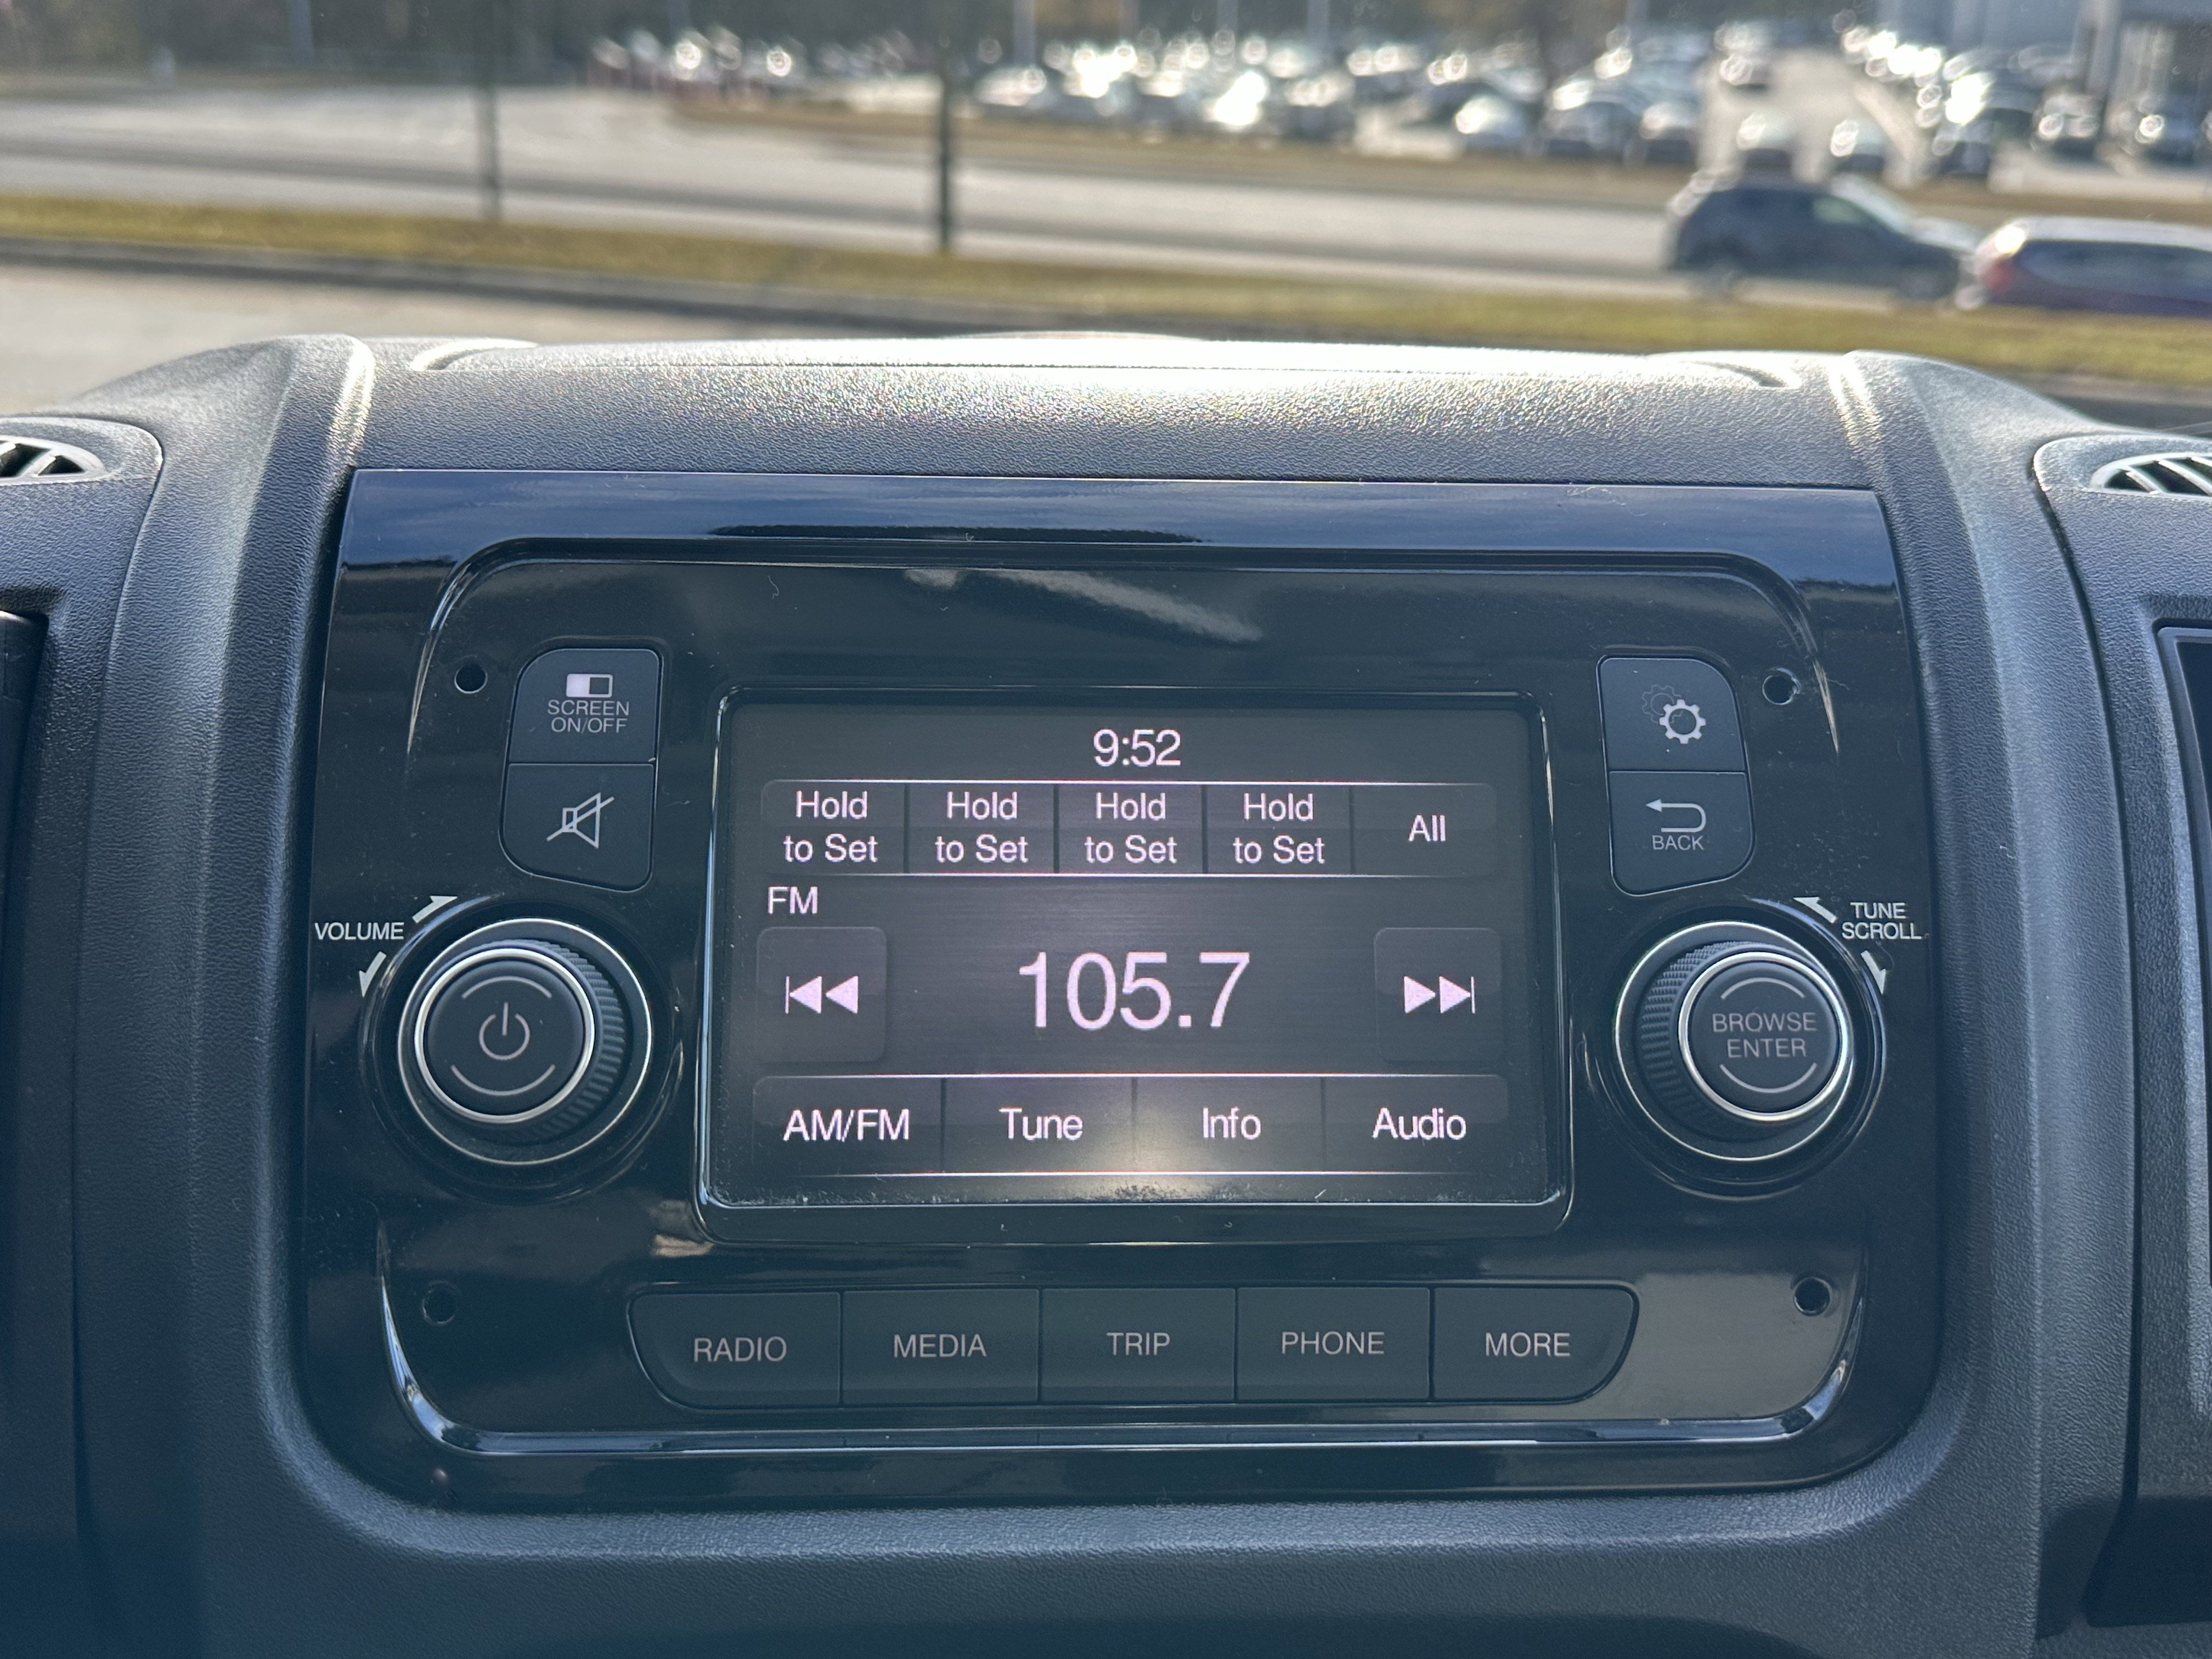 SCREEN
ON/OFF
9:52
Hold
to Set
Hold
to Set
Hold
to Set
Hold
to Set
All
BACK
FM
VOLUME
TUNE
SCROLL
105.7
BROWSE
ENTER
AM/FM
Tune
Info
Audio
RADIO
MEDIA
TRIP
PHONE
MORE